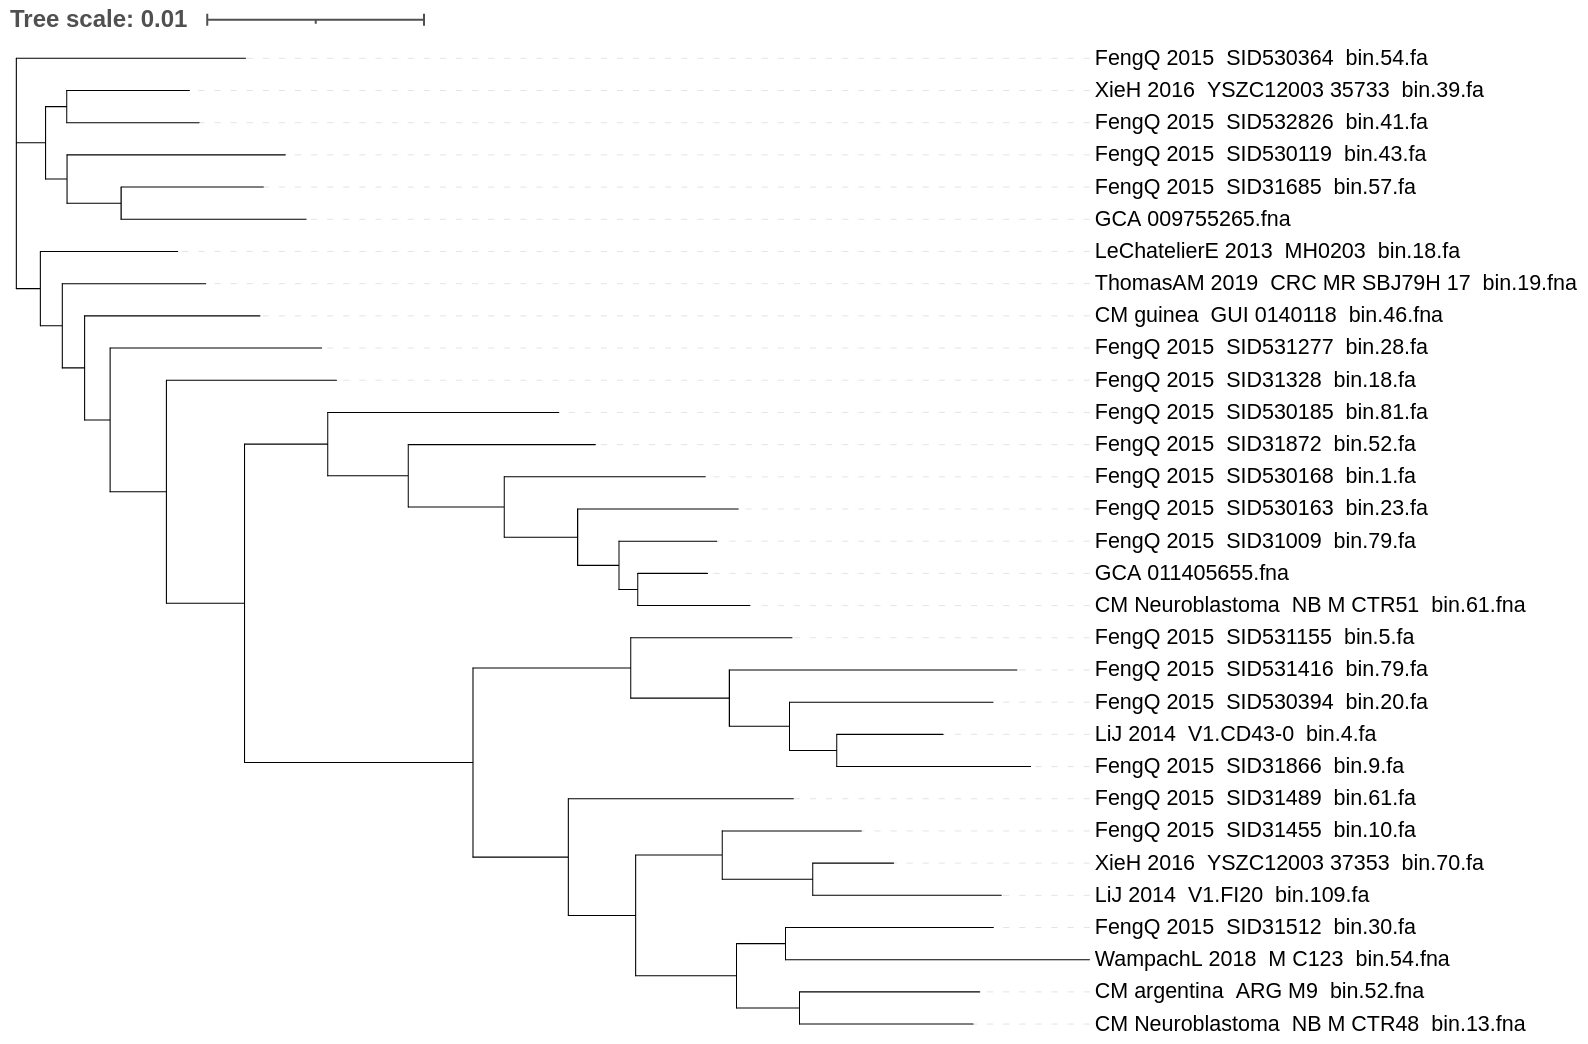 Tree scale: 0.01
FengQ 2015  SID530364  bin.54.fa
XieH 2016  YSZC12003 35733  bin.39.fa
FengQ 2015  SID532826  bin.41.fa
FengQ 2015  SID530119  bin.43.fa
FengQ 2015  SID31685  bin.57.fa
GCA 009755265.fna
LeChatelierE 2013  MH0203  bin.18.fa
ThomasAM 2019  CRC MR SBJ79H 17  bin.19.fna
CM guinea  GUI 0140118  bin.46.fna
FengQ 2015  SID531277  bin.28.fa
FengQ 2015  SID31328  bin.18.fa
FengQ 2015  SID530185  bin.81.fa
FengQ 2015  SID31872  bin.52.fa
FengQ 2015  SID530168  bin.1.fa
FengQ 2015  SID530163  bin.23.fa
FengQ 2015  SID31009  bin.79.fa
GCA 011405655.fna
CM Neuroblastoma  NB M CTR51  bin.61.fna
FengQ 2015  SID531155  bin.5.fa
FengQ 2015  SID531416  bin.79.fa
FengQ 2015  SID530394  bin.20.fa
LiJ 2014  V1.CD43-0  bin.4.fa
FengQ 2015  SID31866  bin.9.fa
FengQ 2015  SID31489  bin.61.fa
FengQ 2015  SID31455  bin.10.fa
XieH 2016  YSZC12003 37353  bin.70.fa
LiJ 2014  V1.FI20  bin.109.fa
FengQ 2015  SID31512  bin.30.fa
WampachL 2018  M C123  bin.54.fna
CM argentina  ARG M9  bin.52.fna
CM Neuroblastoma  NB M CTR48  bin.13.fna